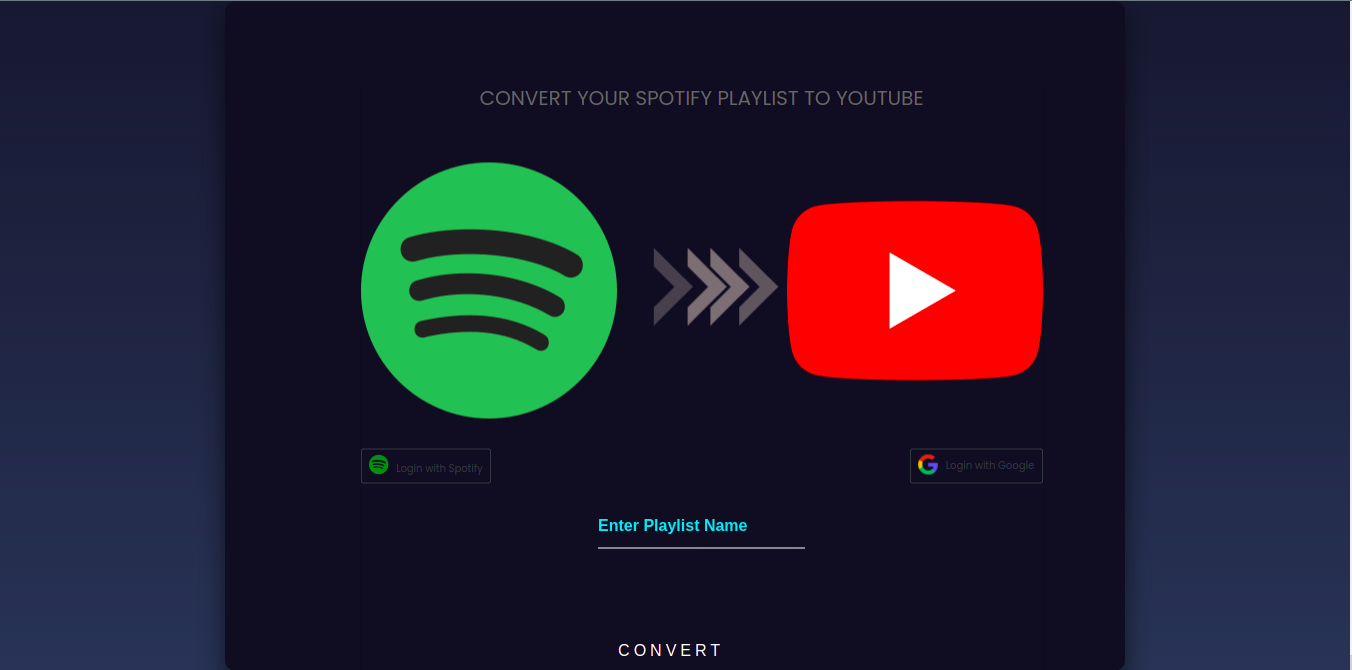 CONVERT YOUR SPOTIFY PLAYLIST TO YOUTUBE
Login with Spotify
Login with Google
Enter Playlist Name
CONVERT